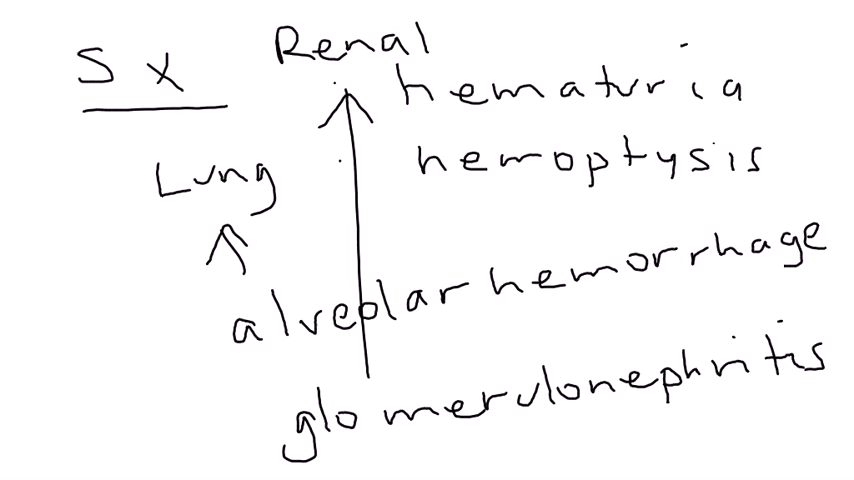 Sx Renal
hematuria
Lung hemoptysis
alveolar hemorrhage
glomerulonephritis